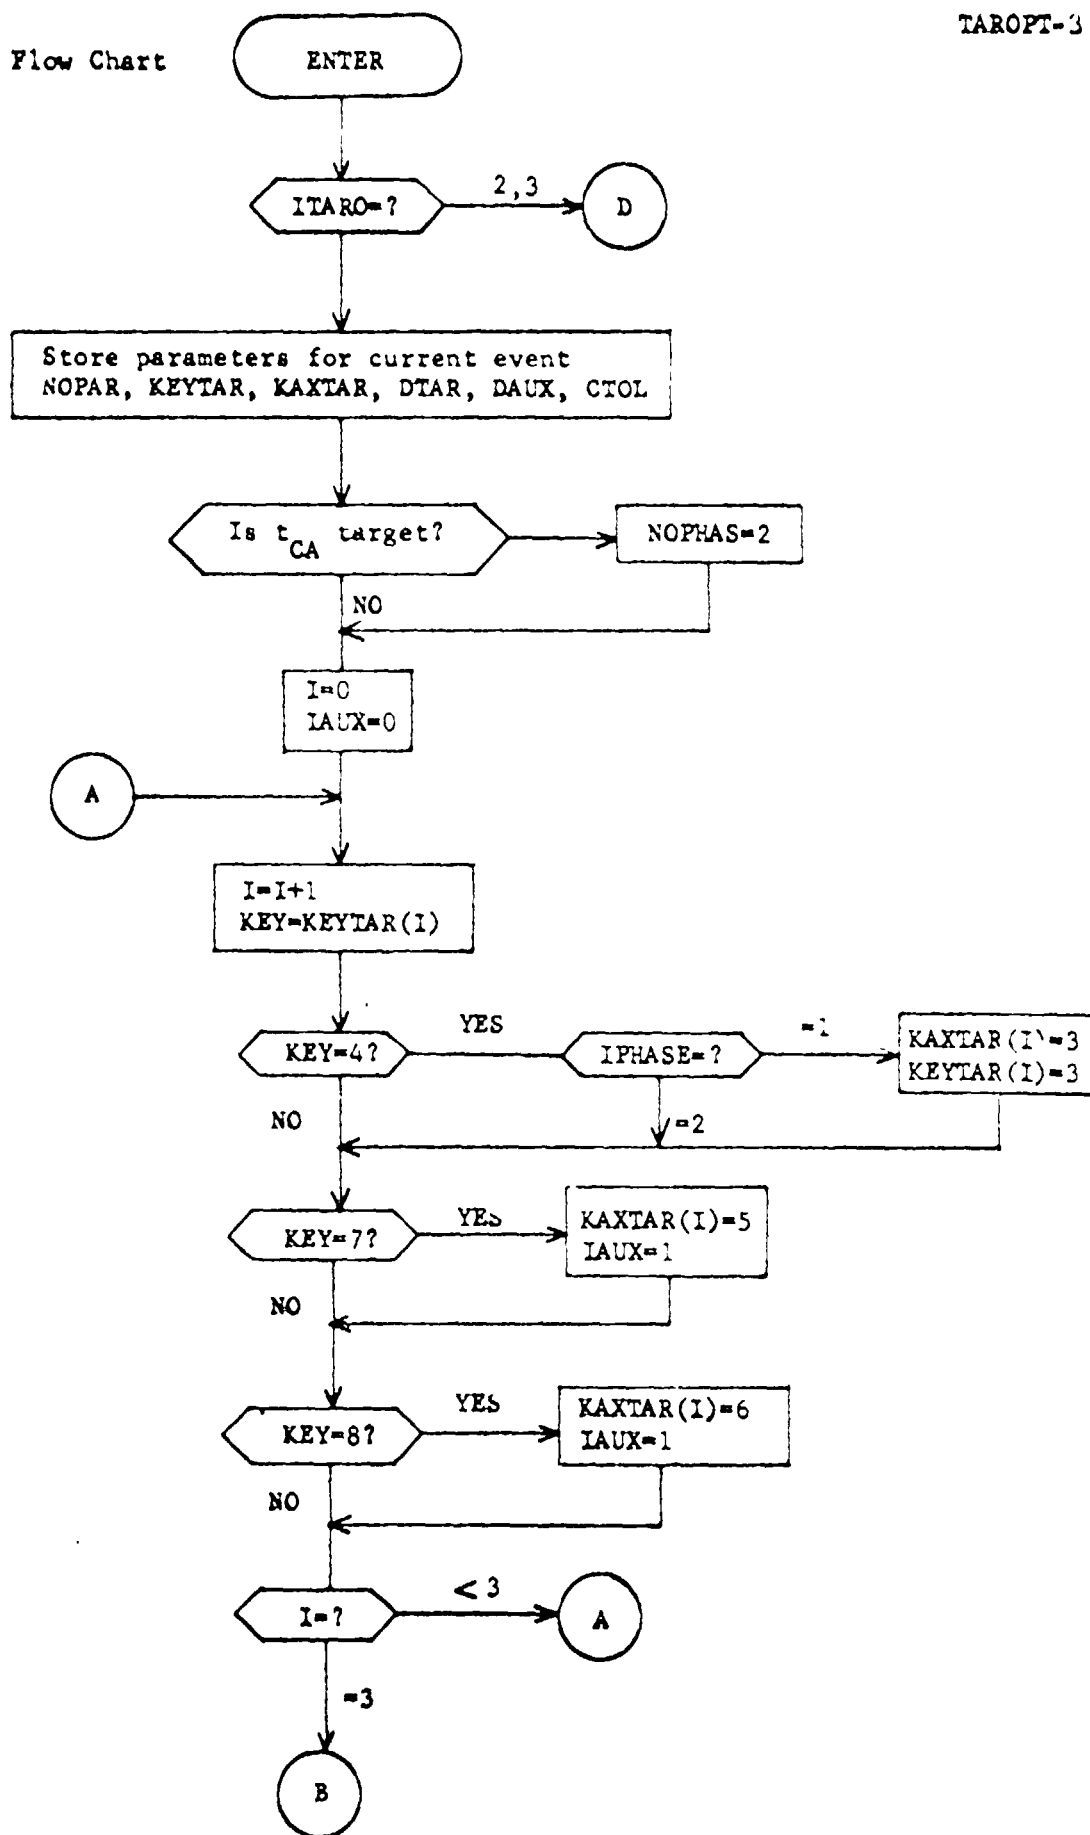 TAROPT-3
Flow Chart
ENTER
ITARO=?
2,3
D
Store parameters for current event
NOPAR, KEYTAR, KAXTAR, DTAR, DAUX, CTOL
Is tCA target?
NOPHAS=2
NO
I=0
IAUX=0
A
I=I+1
KEY=KEYTAR(I)
KEY=4?
YES
IPHASE=?
=1
KAXTAR(I)=3
KEYTAR(I)=3
NO
=2
KEY=7?
YES
KAXTAR(I)=5
IAUX=1
NO
KEY=8?
YES
KAXTAR(I)=6
IAUX=1
NO
I=?
< 3
A
=3
B